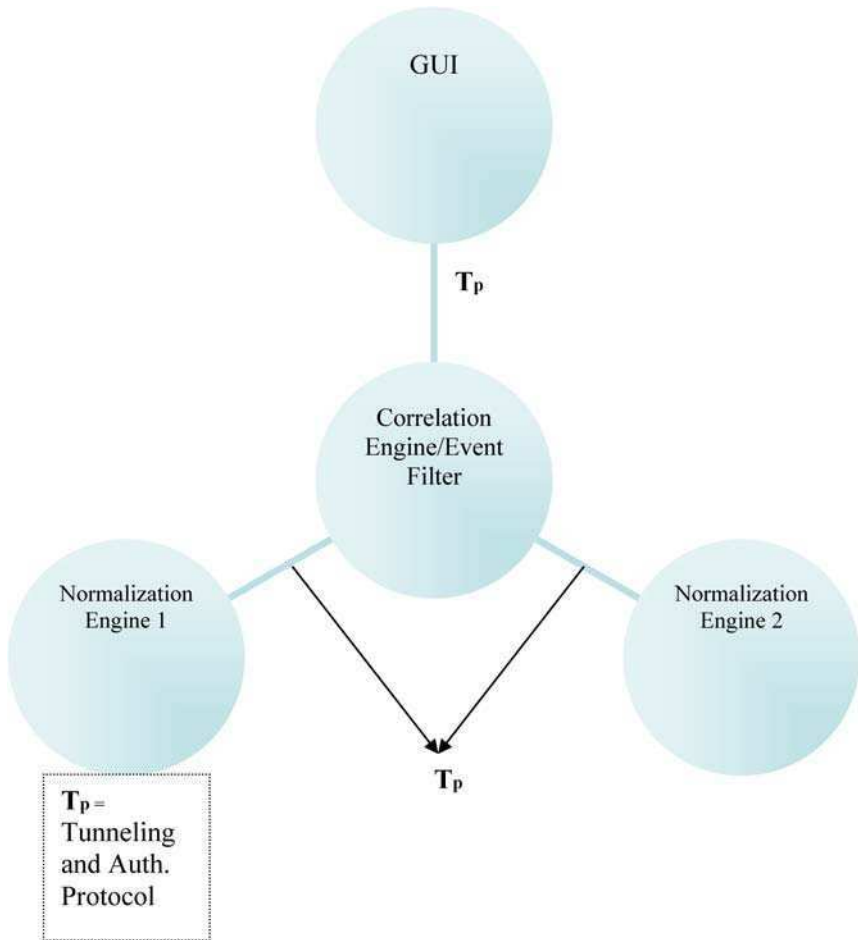 GUI
Tp
Correlation
Engine/Event
Filter
Normalization
Engine 1
Normalization
Engine 2
Tp
Tp =
Tunneling
and Auth.
Protocol